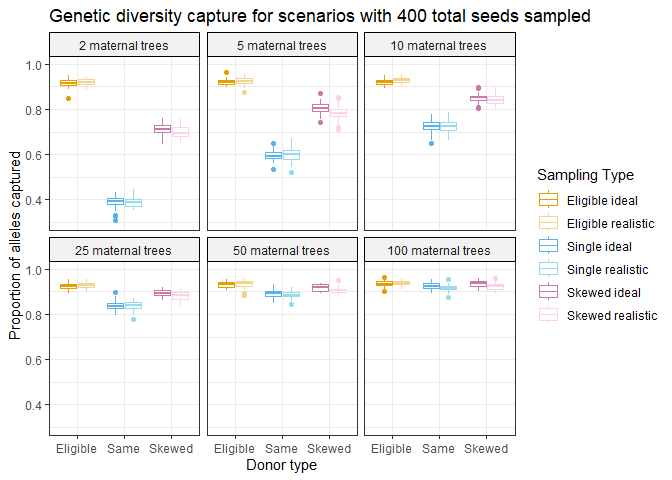 Genetic diversity capture for scenarios with 400 total seeds sampled
2 maternal trees
5 maternal trees
10 maternal trees
1.0
0.8
0.6
0.4
25 maternal trees
50 maternal trees
100 maternal trees
1.0
0.8
0.6
0.4
Proportion of alleles captured
Eligible
Same
Skewed
Eligible
Same
Skewed
Eligible
Same
Skewed
Donor type
Sampling Type
Eligible ideal
Eligible realistic
Single ideal
Single realistic
Skewed ideal
Skewed realistic